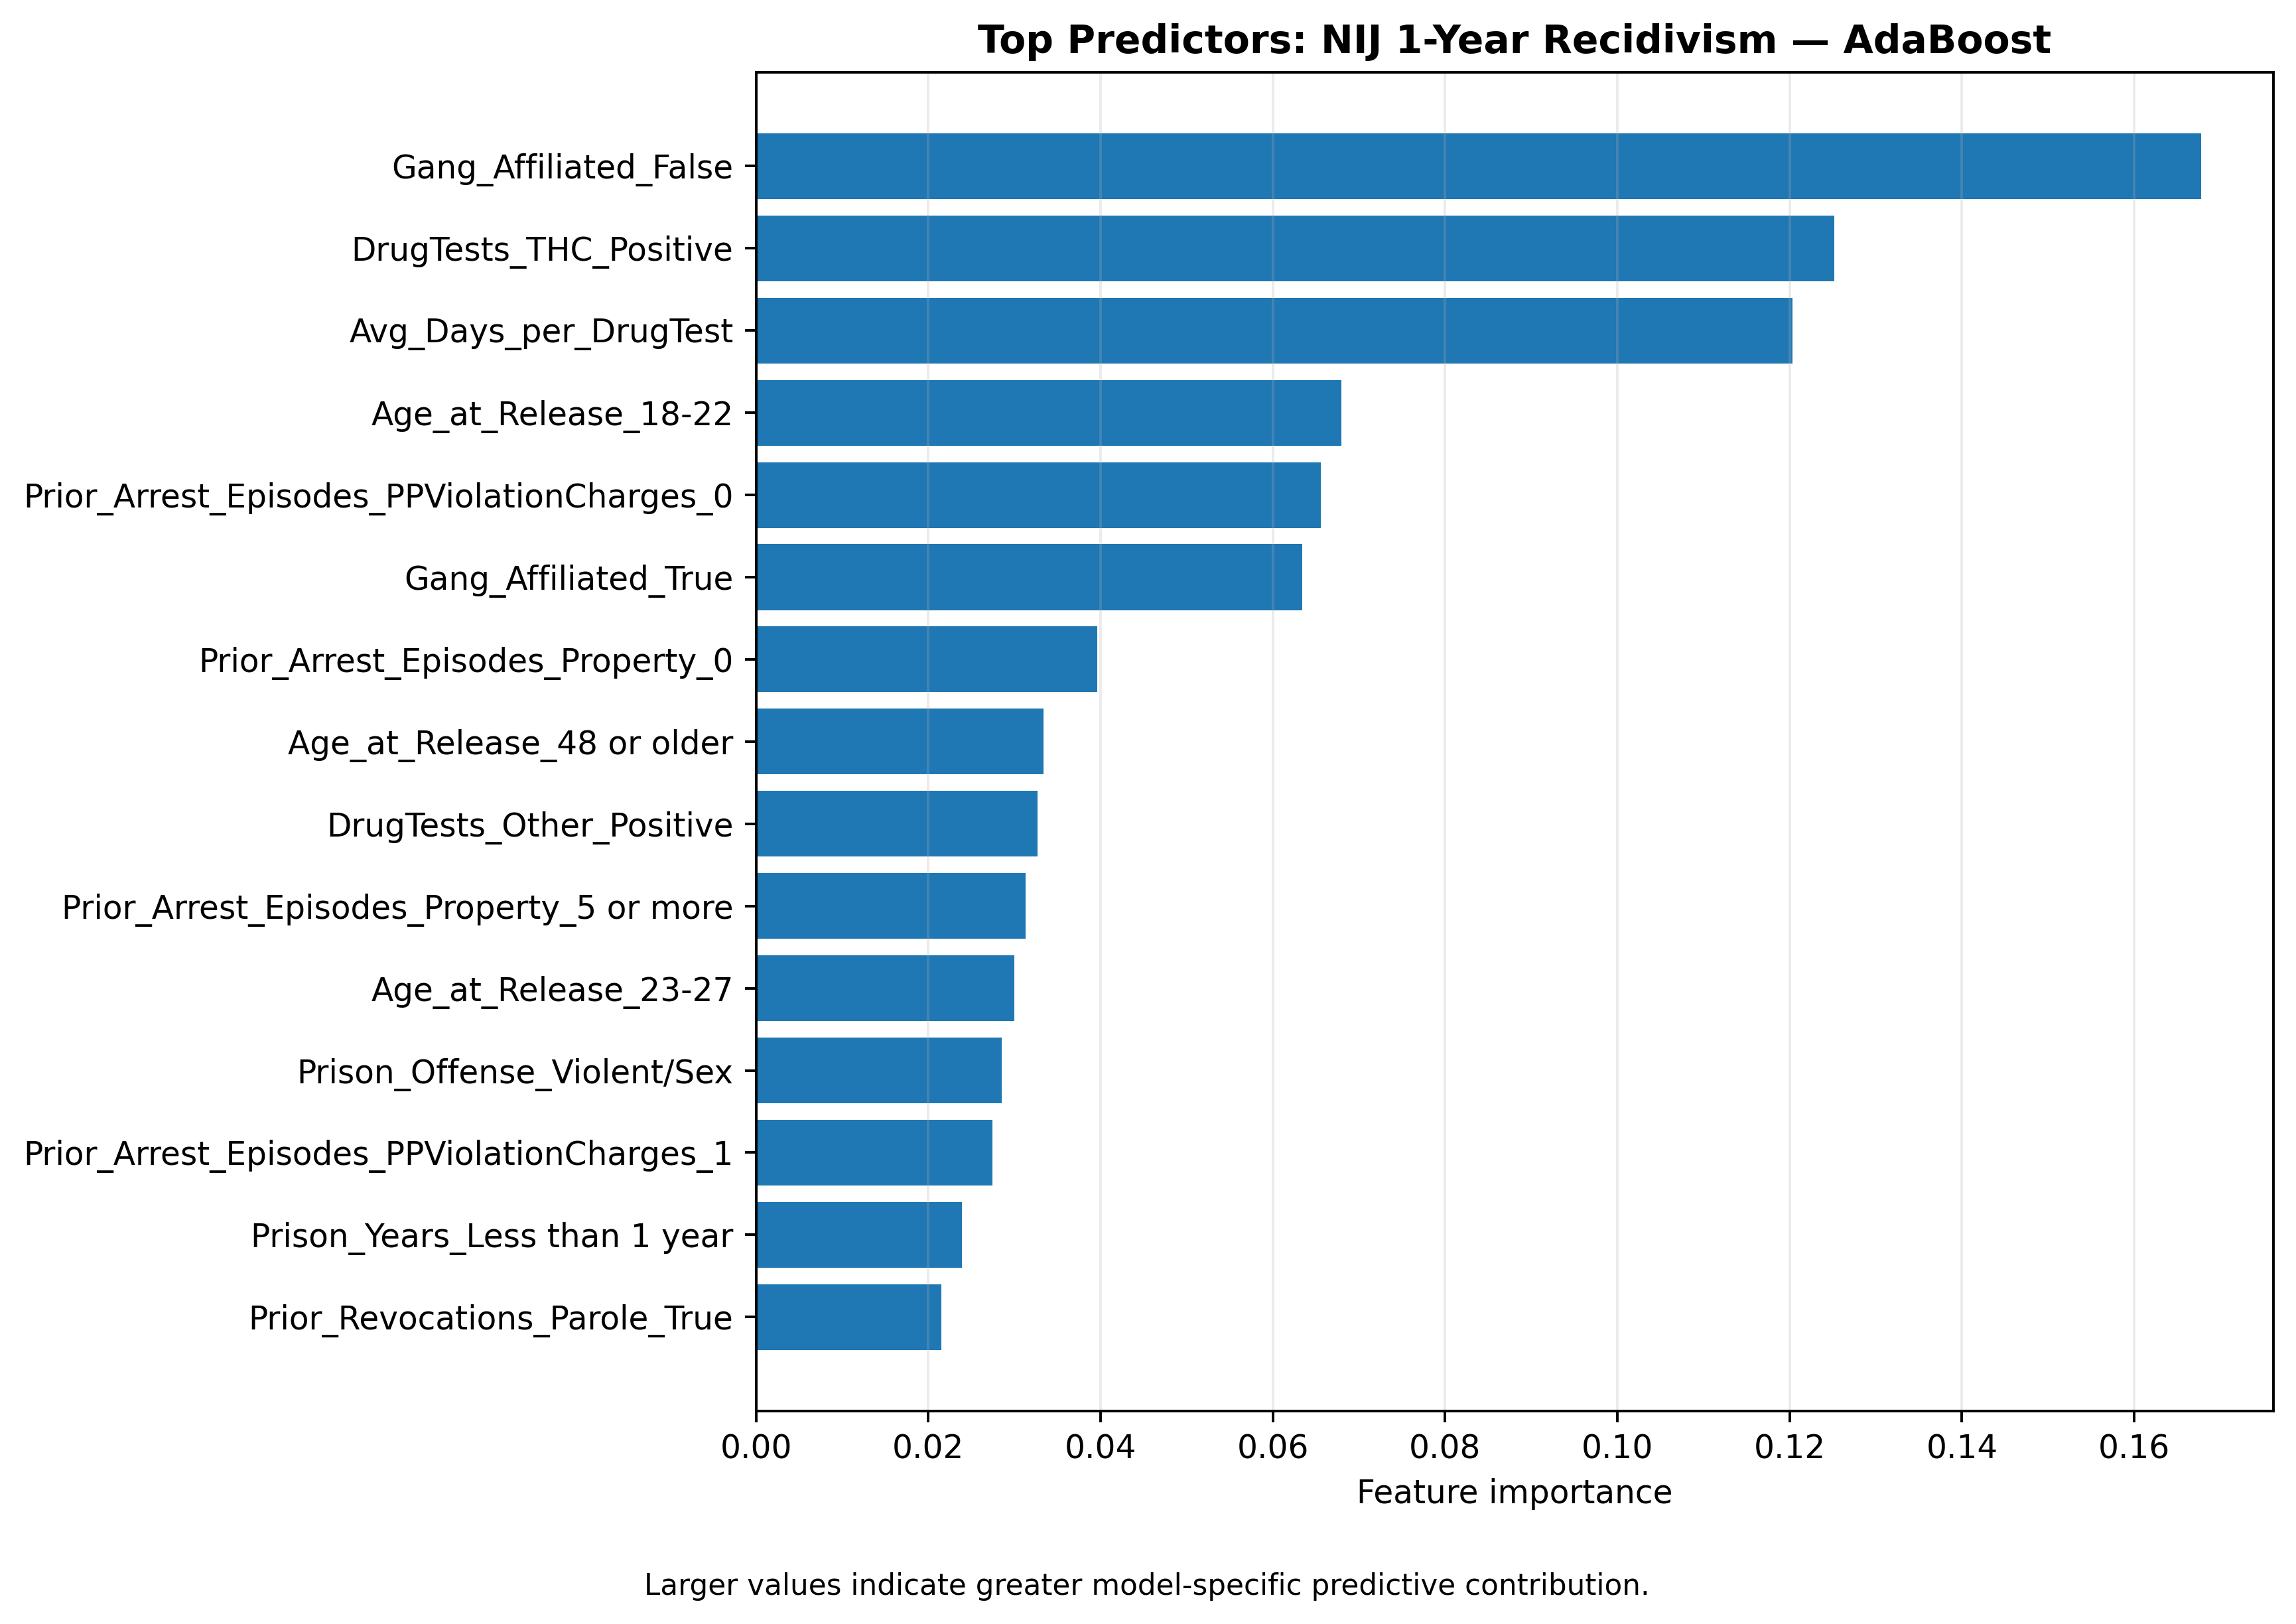 Top Predictors: NIJ 1-Year Recidivism — AdaBoost
Gang_Affiliated_False
DrugTests_THC_Positive
Avg_Days_per_DrugTest
Age_at_Release_18-22
Prior_Arrest_Episodes_PPViolationCharges_0
Gang_Affiliated_True
Prior_Arrest_Episodes_Property_0
Age_at_Release_48 or older
DrugTests_Other_Positive
Prior_Arrest_Episodes_Property_5 or more
Age_at_Release_23-27
Prison_Offense_Violent/Sex
Prior_Arrest_Episodes_PPViolationCharges_1
Prison_Years_Less than 1 year
Prior_Revocations_Parole_True
0.00 0.02 0.04 0.06 0.08 0.10 0.12 0.14 0.16
Feature importance
Larger values indicate greater model-specific predictive contribution.